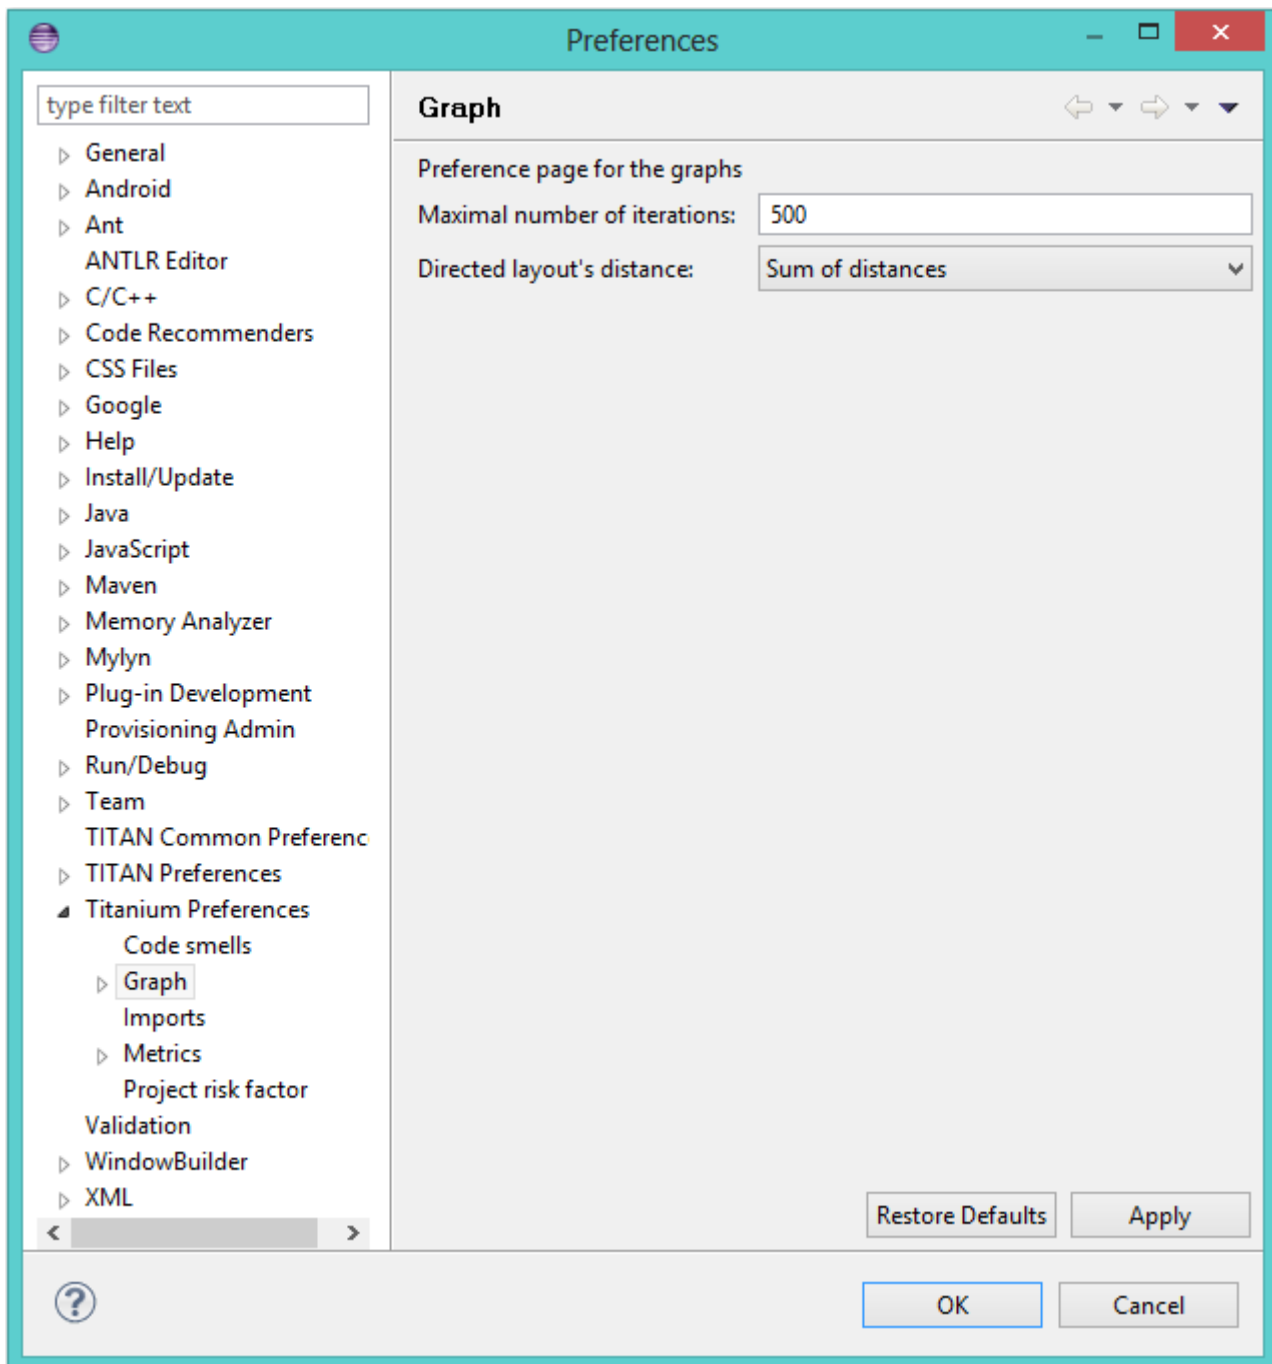 Preferences
type filter text
General
Android
Ant
ANTLR Editor
C/C++
Code Recommenders
CSS Files
Google
Help
Install/Update
Java
JavaScript
Maven
Memory Analyzer
Mylyn
Plug-in Development
Provisioning Admin
Run/Debug
Team
TITAN Common Preferenc
TITAN Preferences
Titanium Preferences
Code smells
Graph
Imports
Metrics
Project risk factor
Validation
WindowBuilder
XML
Graph
Preference page for the graphs
Maximal number of iterations: 500
Directed layout's distance: Sum of distances
Restore Defaults Apply
OK Cancel